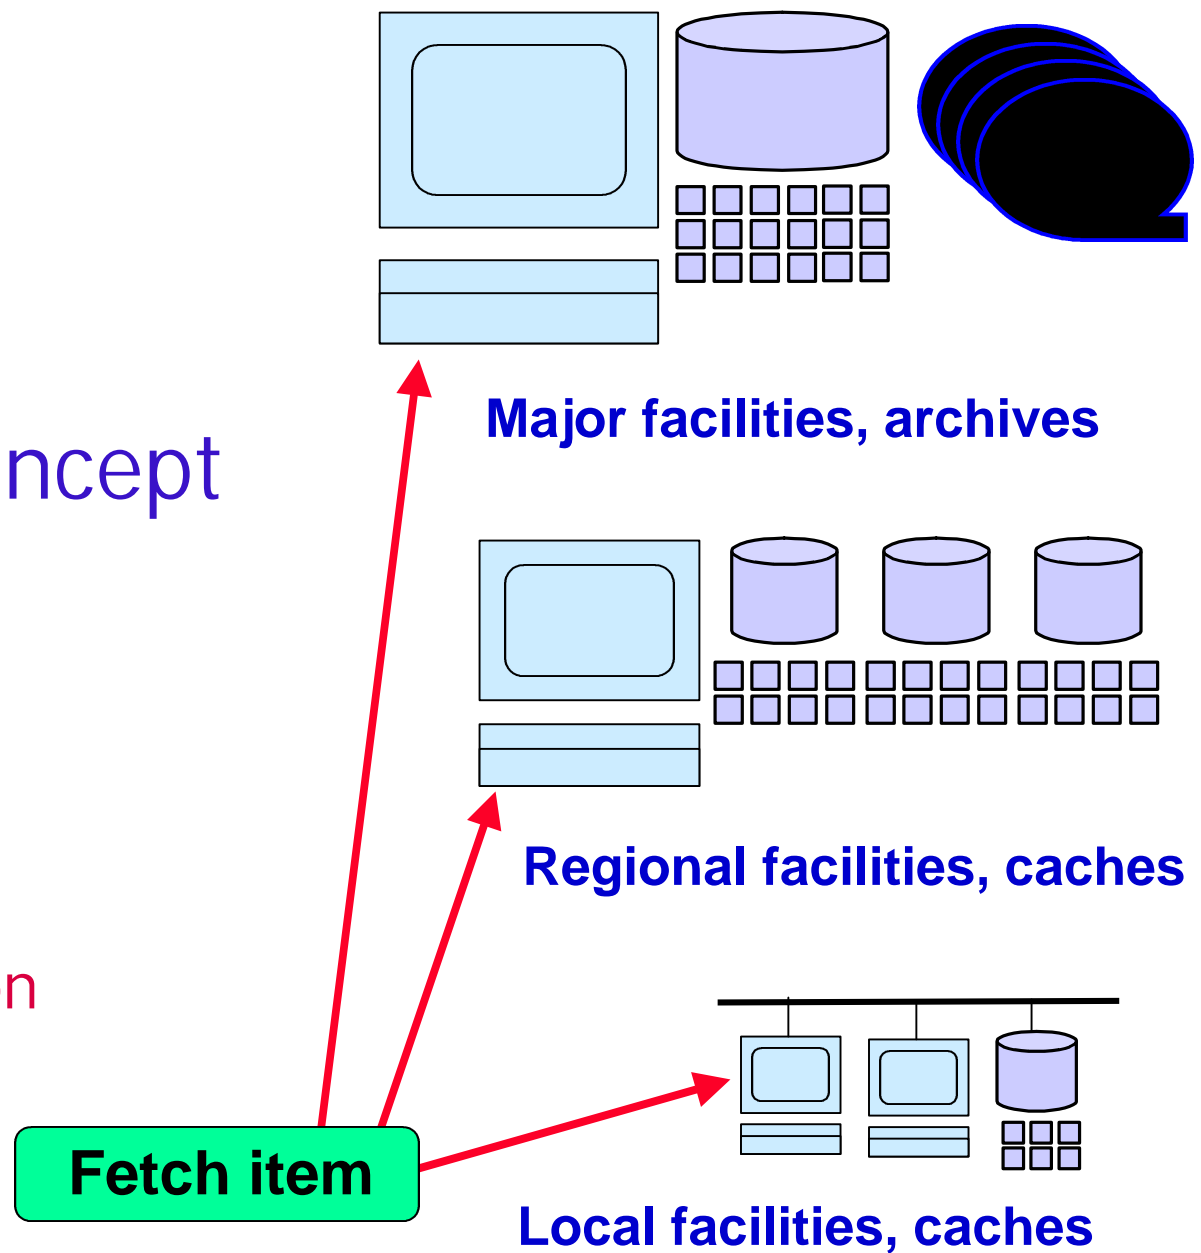 Major facilities, archives
ncept
Regional facilities, caches
n
Fetch item
Local facilities, caches